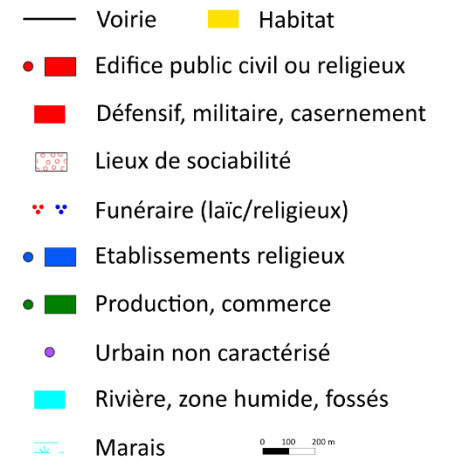 Voirie Habitat
Edifice public civil ou religieux
Défensif, militaire, casernement
Lieux de sociabilité
Funéraire (laïc/religieux)
Etablissements religieux
Production, commerce
Urbain non caractérisé
Rivière, zone humide, fossés
Marais 0 100 200 m